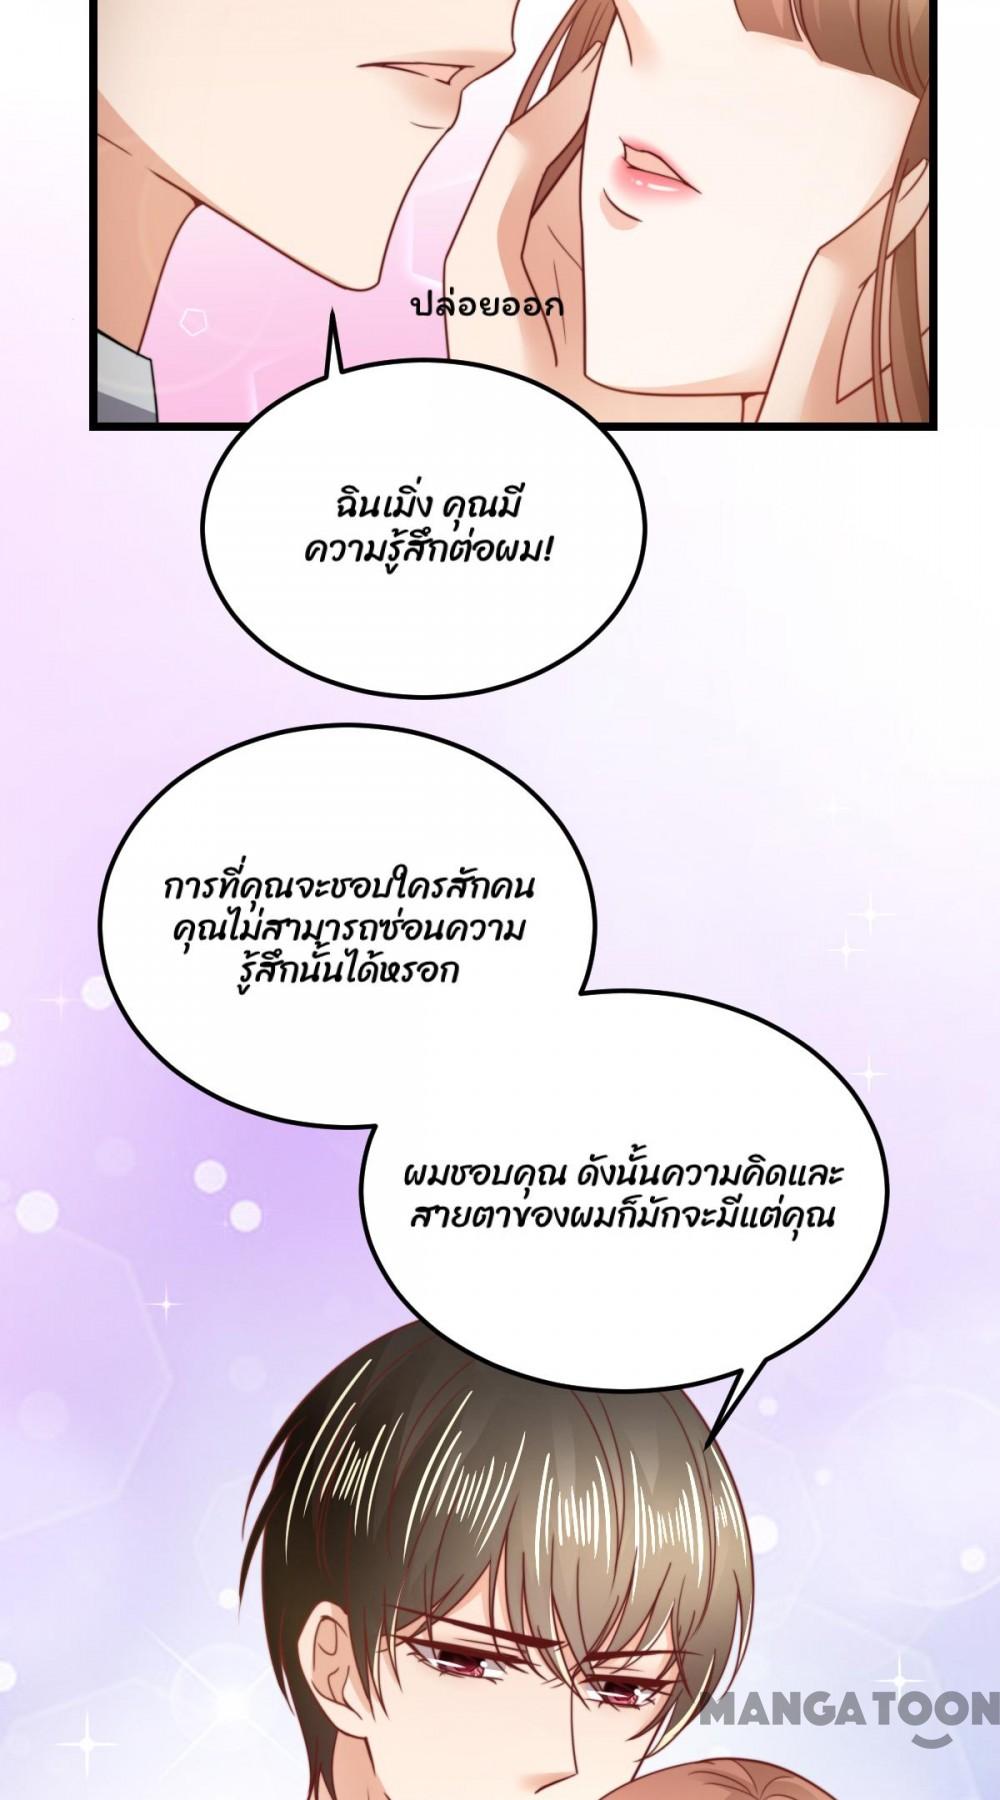 ปล่อยออก
ฉินเมิ่ง คุณมี
ความรู้สึกต่อผม!
การที่คุณจะชอบใครสักคน
คุณไม่สามารถซ่อนความ
รู้สึกนั้นได้หรอก
ผมชอบคุณ ดังนั้นความคิดและ
สายตาของผมก็มักจะมีแต่คุณ
MANGATOON